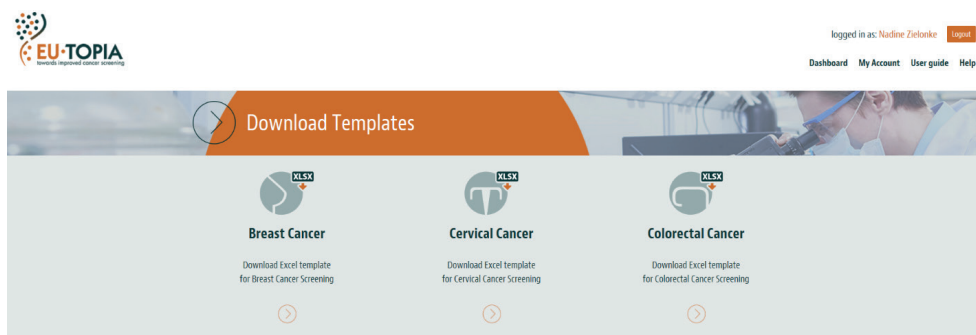 EU·TOPIA
towards improved cancer screening
logged in as: Nadine Zielonke Logout
Dashboard My Account User guide Help
Download Templates
XLSX XLSX XLSX
Breast Cancer Cervical Cancer Colorectal Cancer
Download Excel template Download Excel template Download Excel template
for Breast Cancer Screening for Cervical Cancer Screening for Colorectal Cancer Screening